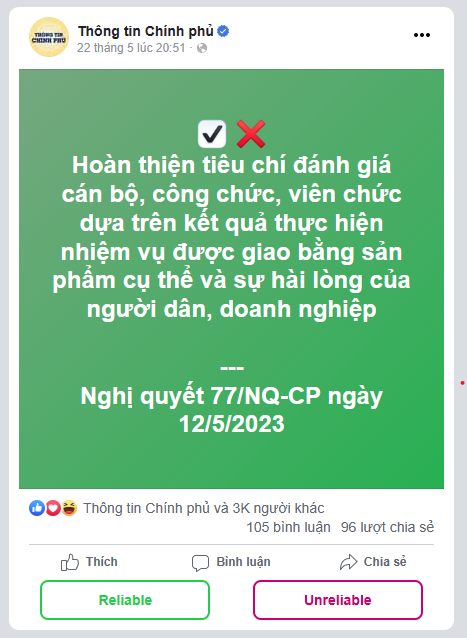 THÔNG TIN
CHÍNH PHỦ
Thông tin Chính phủ
22 tháng 5 lúc 20:51 ·
Hoàn thiện tiêu chí đánh giá
cán bộ, công chức, viên chức
dựa trên kết quả thực hiện
nhiệm vụ được giao bằng sản
phẩm cụ thể và sự hài lòng của
người dân, doanh nghiệp
---
Nghị quyết 77/NQ-CP ngày
12/5/2023
Thông tin Chính phủ và 3K người khác
105 bình luận 96 lượt chia sẻ
Thích Bình luận Chia sẻ
Reliable Unreliable